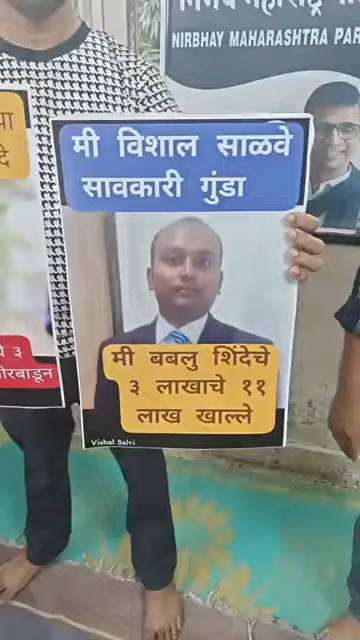 NIRBHAY MAHARASHTRA PAR
मी विशाल साळवे
सावकारी गुंडा
मी बबलु शिंदेचे
३ लाखाचे ११
लाख खाल्ले
Vishal Salvi